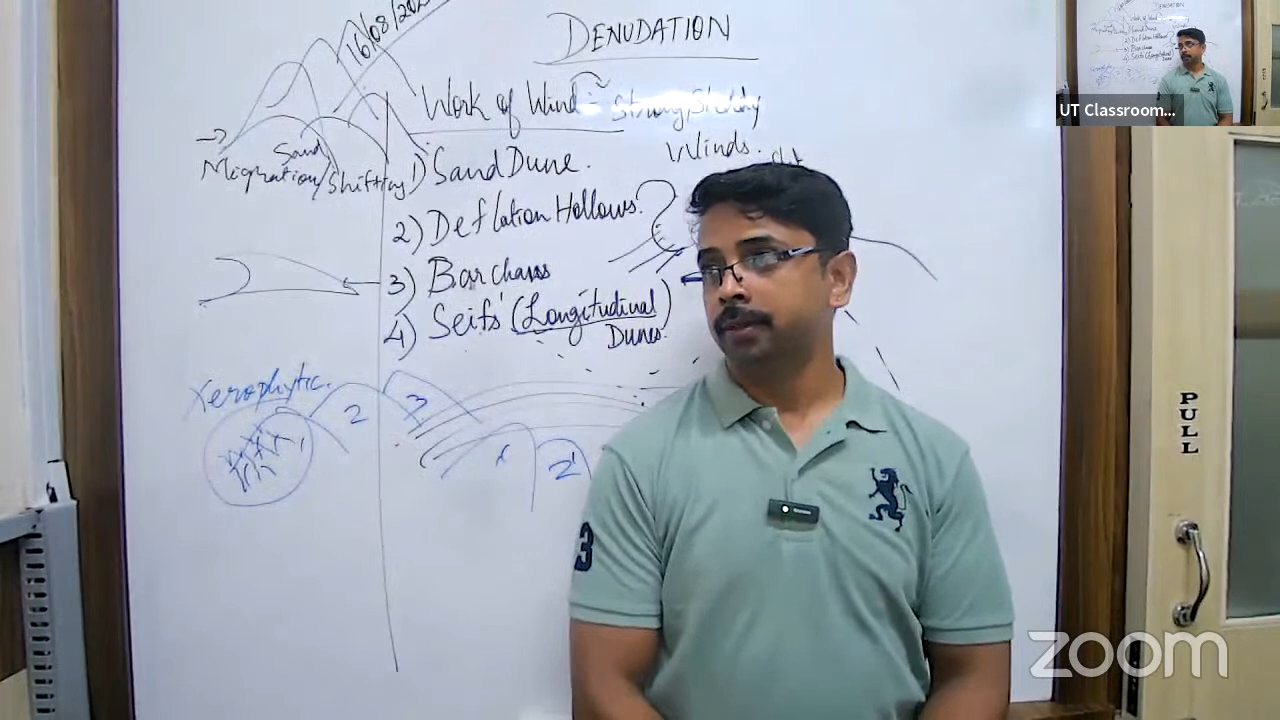 16/08/202
DENUDATION
Work of Wind - Strong, Steady
Winds.
Sand
Migration/Shifting
1) Sand Dune.
2) Deflation Hollows.
3) Barchans
4) Seifs (Longitudinal)
Dunes.
Xerophytic.
2
3
1
2
3
PULL
UT Classroom...
zoom